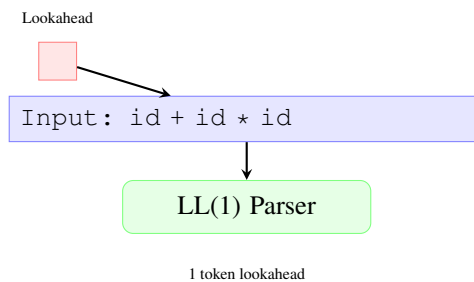 Lookahead
Input: id + id * id
LL(1) Parser
1 token lookahead